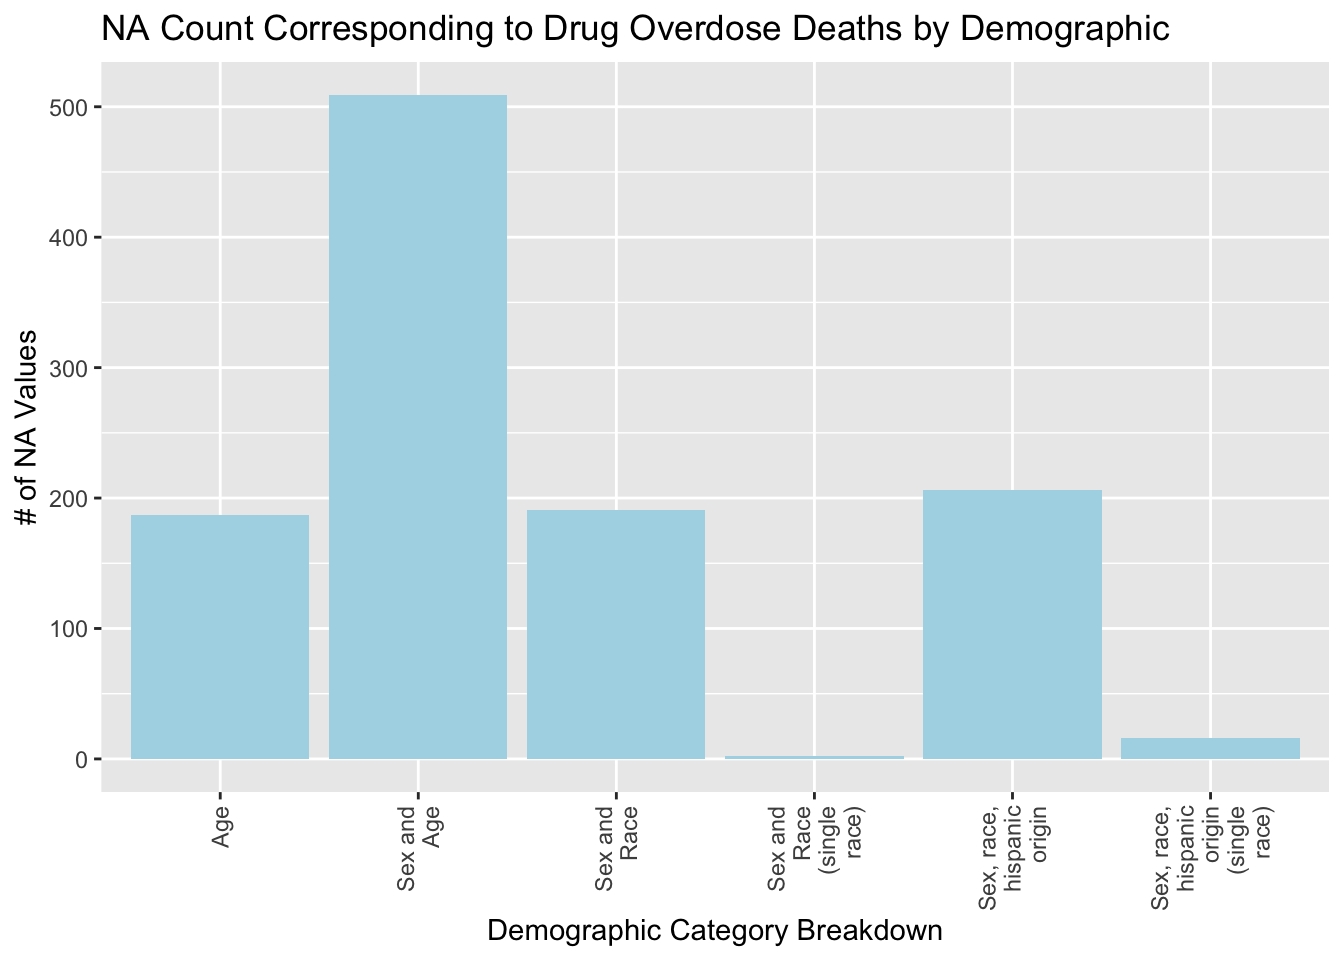 NA Count Corresponding to Drug Overdose Deaths by Demographic
# of NA Values
500
400
300
200
100
0
Age
Sex and
Age
Sex and
Race
Sex and
Race
(single
race)
Sex, race,
hispanic
origin
Sex, race,
hispanic
origin
(single
race)
Demographic Category Breakdown